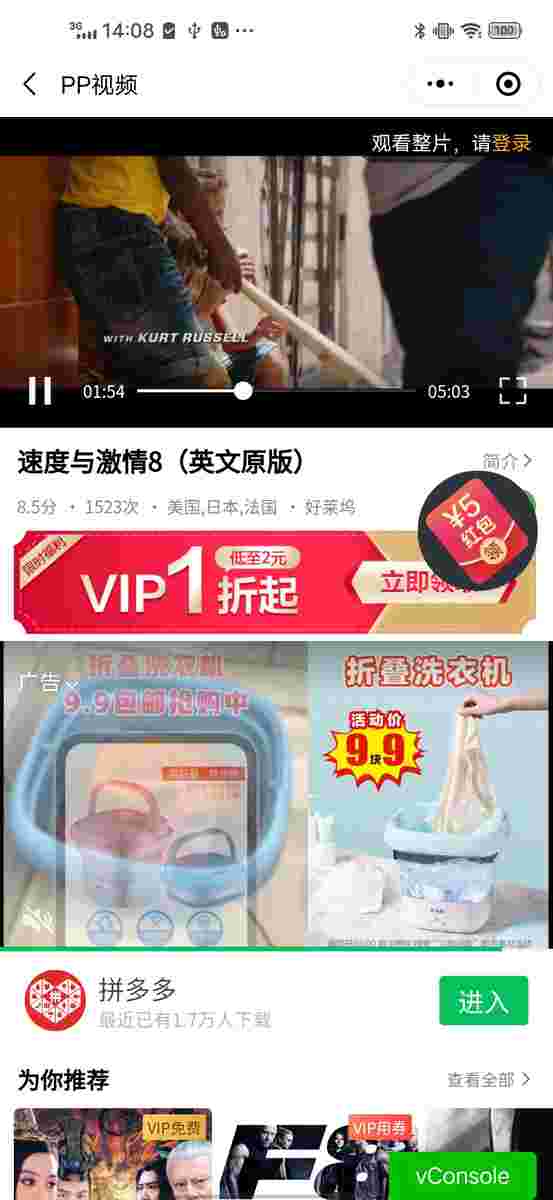 3G 14:08 100
PP视频
观看整片，请登录
WITH KURT RUSSELL
01:54 05:03
速度与激情8（英文原版）
简介
8.5分 · 1523次 · 美国,日本,法国 · 好莱坞
¥5
红包
领
限时福利
低至2元
VIP1折起
立即领
广告
折叠洗衣机
9.9包邮抢购中
折叠洗衣机
活动价
9块9
拼多多
最近已有1.7万人下载
进入
为你推荐
查看全部
VIP免费
VIP用券
F8
vConsole